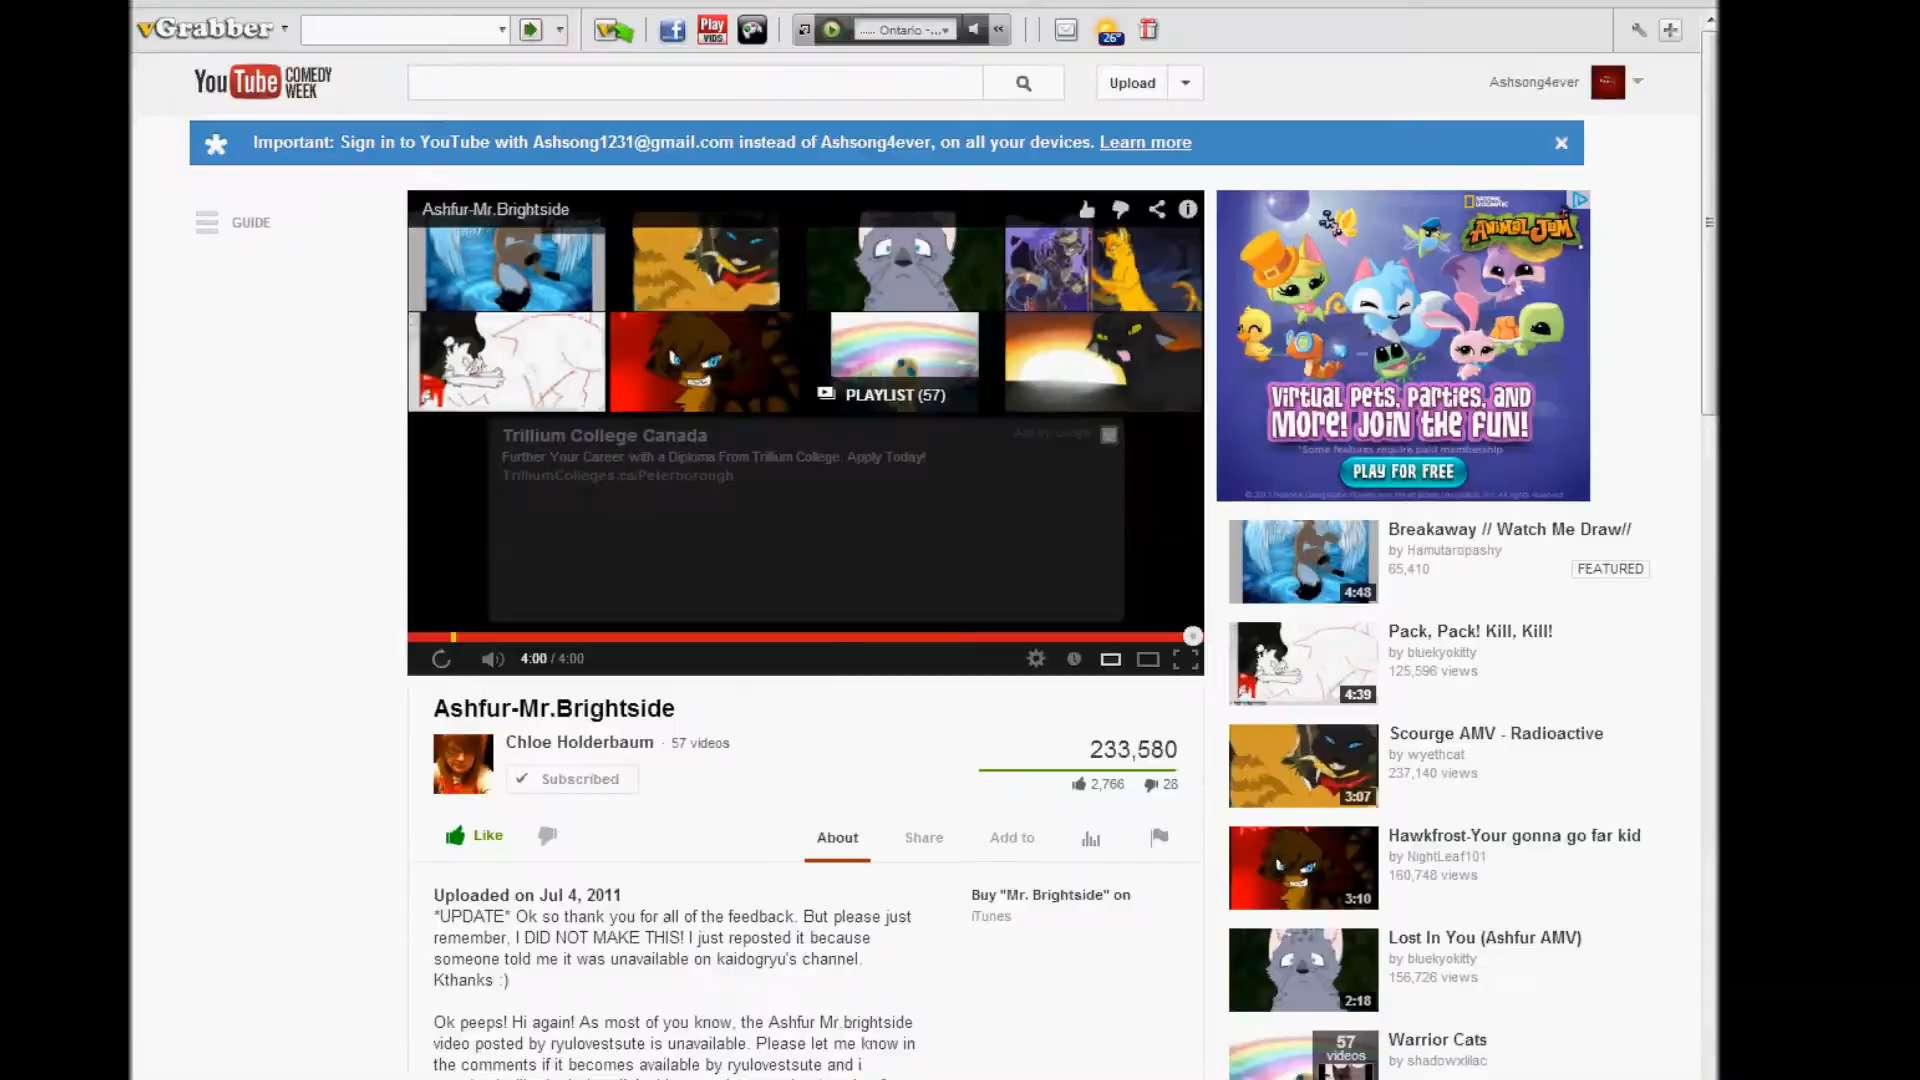 vGrabber
Play
VIDS
..... Ontario -...
26°
YouTube COMEDY WEEK
Upload
Ashsong4ever
Important: Sign in to YouTube with Ashsong1231@gmail.com instead of Ashsong4ever, on all your devices. Learn more
GUIDE
Ashfur-Mr.Brightside
PLAYLIST (57)
Trillium College Canada
Further Your Career with a Diploma From Trillium College. Apply Today!
TrilliumColleges.ca/Peterborough
4:00 / 4:00
NATIONAL GEOGRAPHIC
ANIMAL JAM
VIRTUAL PETS, PARTIES, AND
MORE! JOIN THE FUN!
*Some features require paid membership
PLAY FOR FREE
Ashfur-Mr.Brightside
Chloe Holderbaum · 57 videos
Subscribed
233,580
2,766 28
Like
About Share Add to
Uploaded on Jul 4, 2011
*UPDATE* Ok so thank you for all of the feedback. But please just
remember, I DID NOT MAKE THIS! I just reposted it because
someone told me it was unavailable on kaidogryu's channel.
Kthanks :)
Ok peeps! Hi again! As most of you know, the Ashfur Mr.brightside
video posted by ryulovestsute is unavailable. Please let me know in
the comments if it becomes available by ryulovestsute and i
Buy "Mr. Brightside" on
iTunes
Breakaway // Watch Me Draw//
by Hamutaropashy
65,410
FEATURED
4:48
Pack, Pack! Kill, Kill!
by bluekyokitty
125,596 views
4:39
Scourge AMV - Radioactive
by wyethcat
237,140 views
3:07
Hawkfrost-Your gonna go far kid
by NightLeaf101
160,748 views
3:10
Lost In You (Ashfur AMV)
by bluekyokitty
156,726 views
2:18
Warrior Cats
by shadowxlilac
57
videos